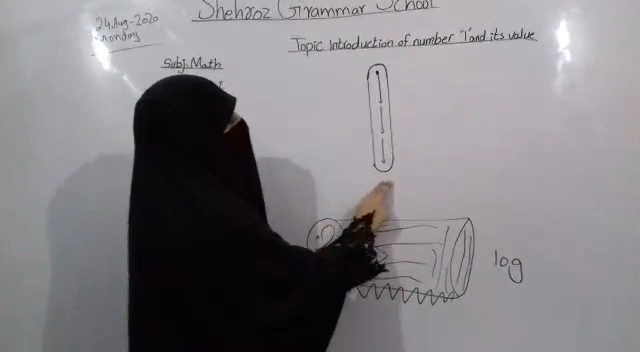 Shehroz Grammar School
24, Aug-2020
Monday
Topic Introduction of number "1" and its value
Subj. Math
log